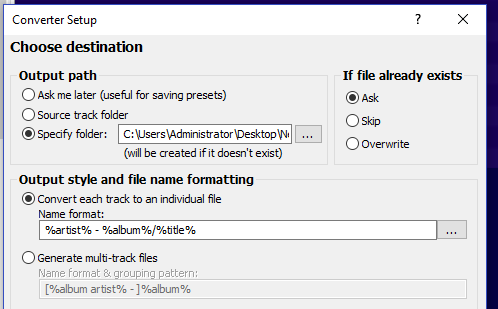 Converter Setup
Choose destination
Output path
Ask me later (useful for saving presets)
Source track folder
Specify folder: C:\Users\Administrator\Desktop\Ne ...
(will be created if it doesn't exist)
If file already exists
Ask
Skip
Overwrite
Output style and file name formatting
Convert each track to an individual file
Name format:
%artist% - %album%/%title% ...
Generate multi-track files
Name format & grouping pattern:
[%album artist% - ]%album%